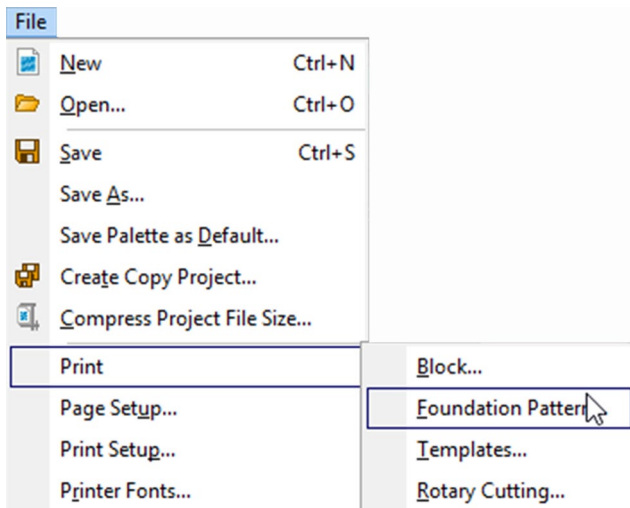 File
New Ctrl+N
Open... Ctrl+O
Save Ctrl+S
Save As...
Save Palette as Default...
Create Copy Project...
Compress Project File Size...
Print
Block...
Page Setup...
Foundation Pattern
Print Setup...
Templates...
Printer Fonts...
Rotary Cutting...